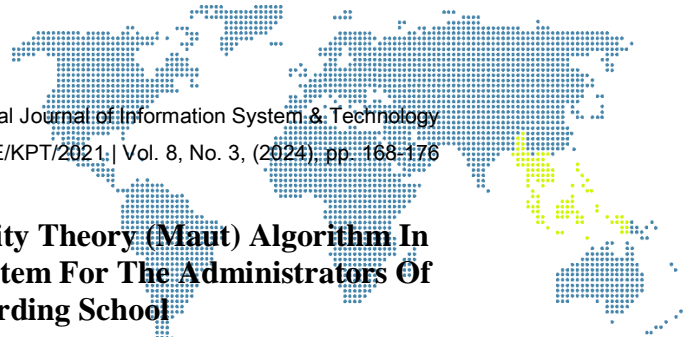 al Journal of Information System & Technology
E/KPT/2021 | Vol. 8, No. 3, (2024), pp. 168-176
ity Theory (Maut) Algorithm In
tem For The Administrators Of
rding School